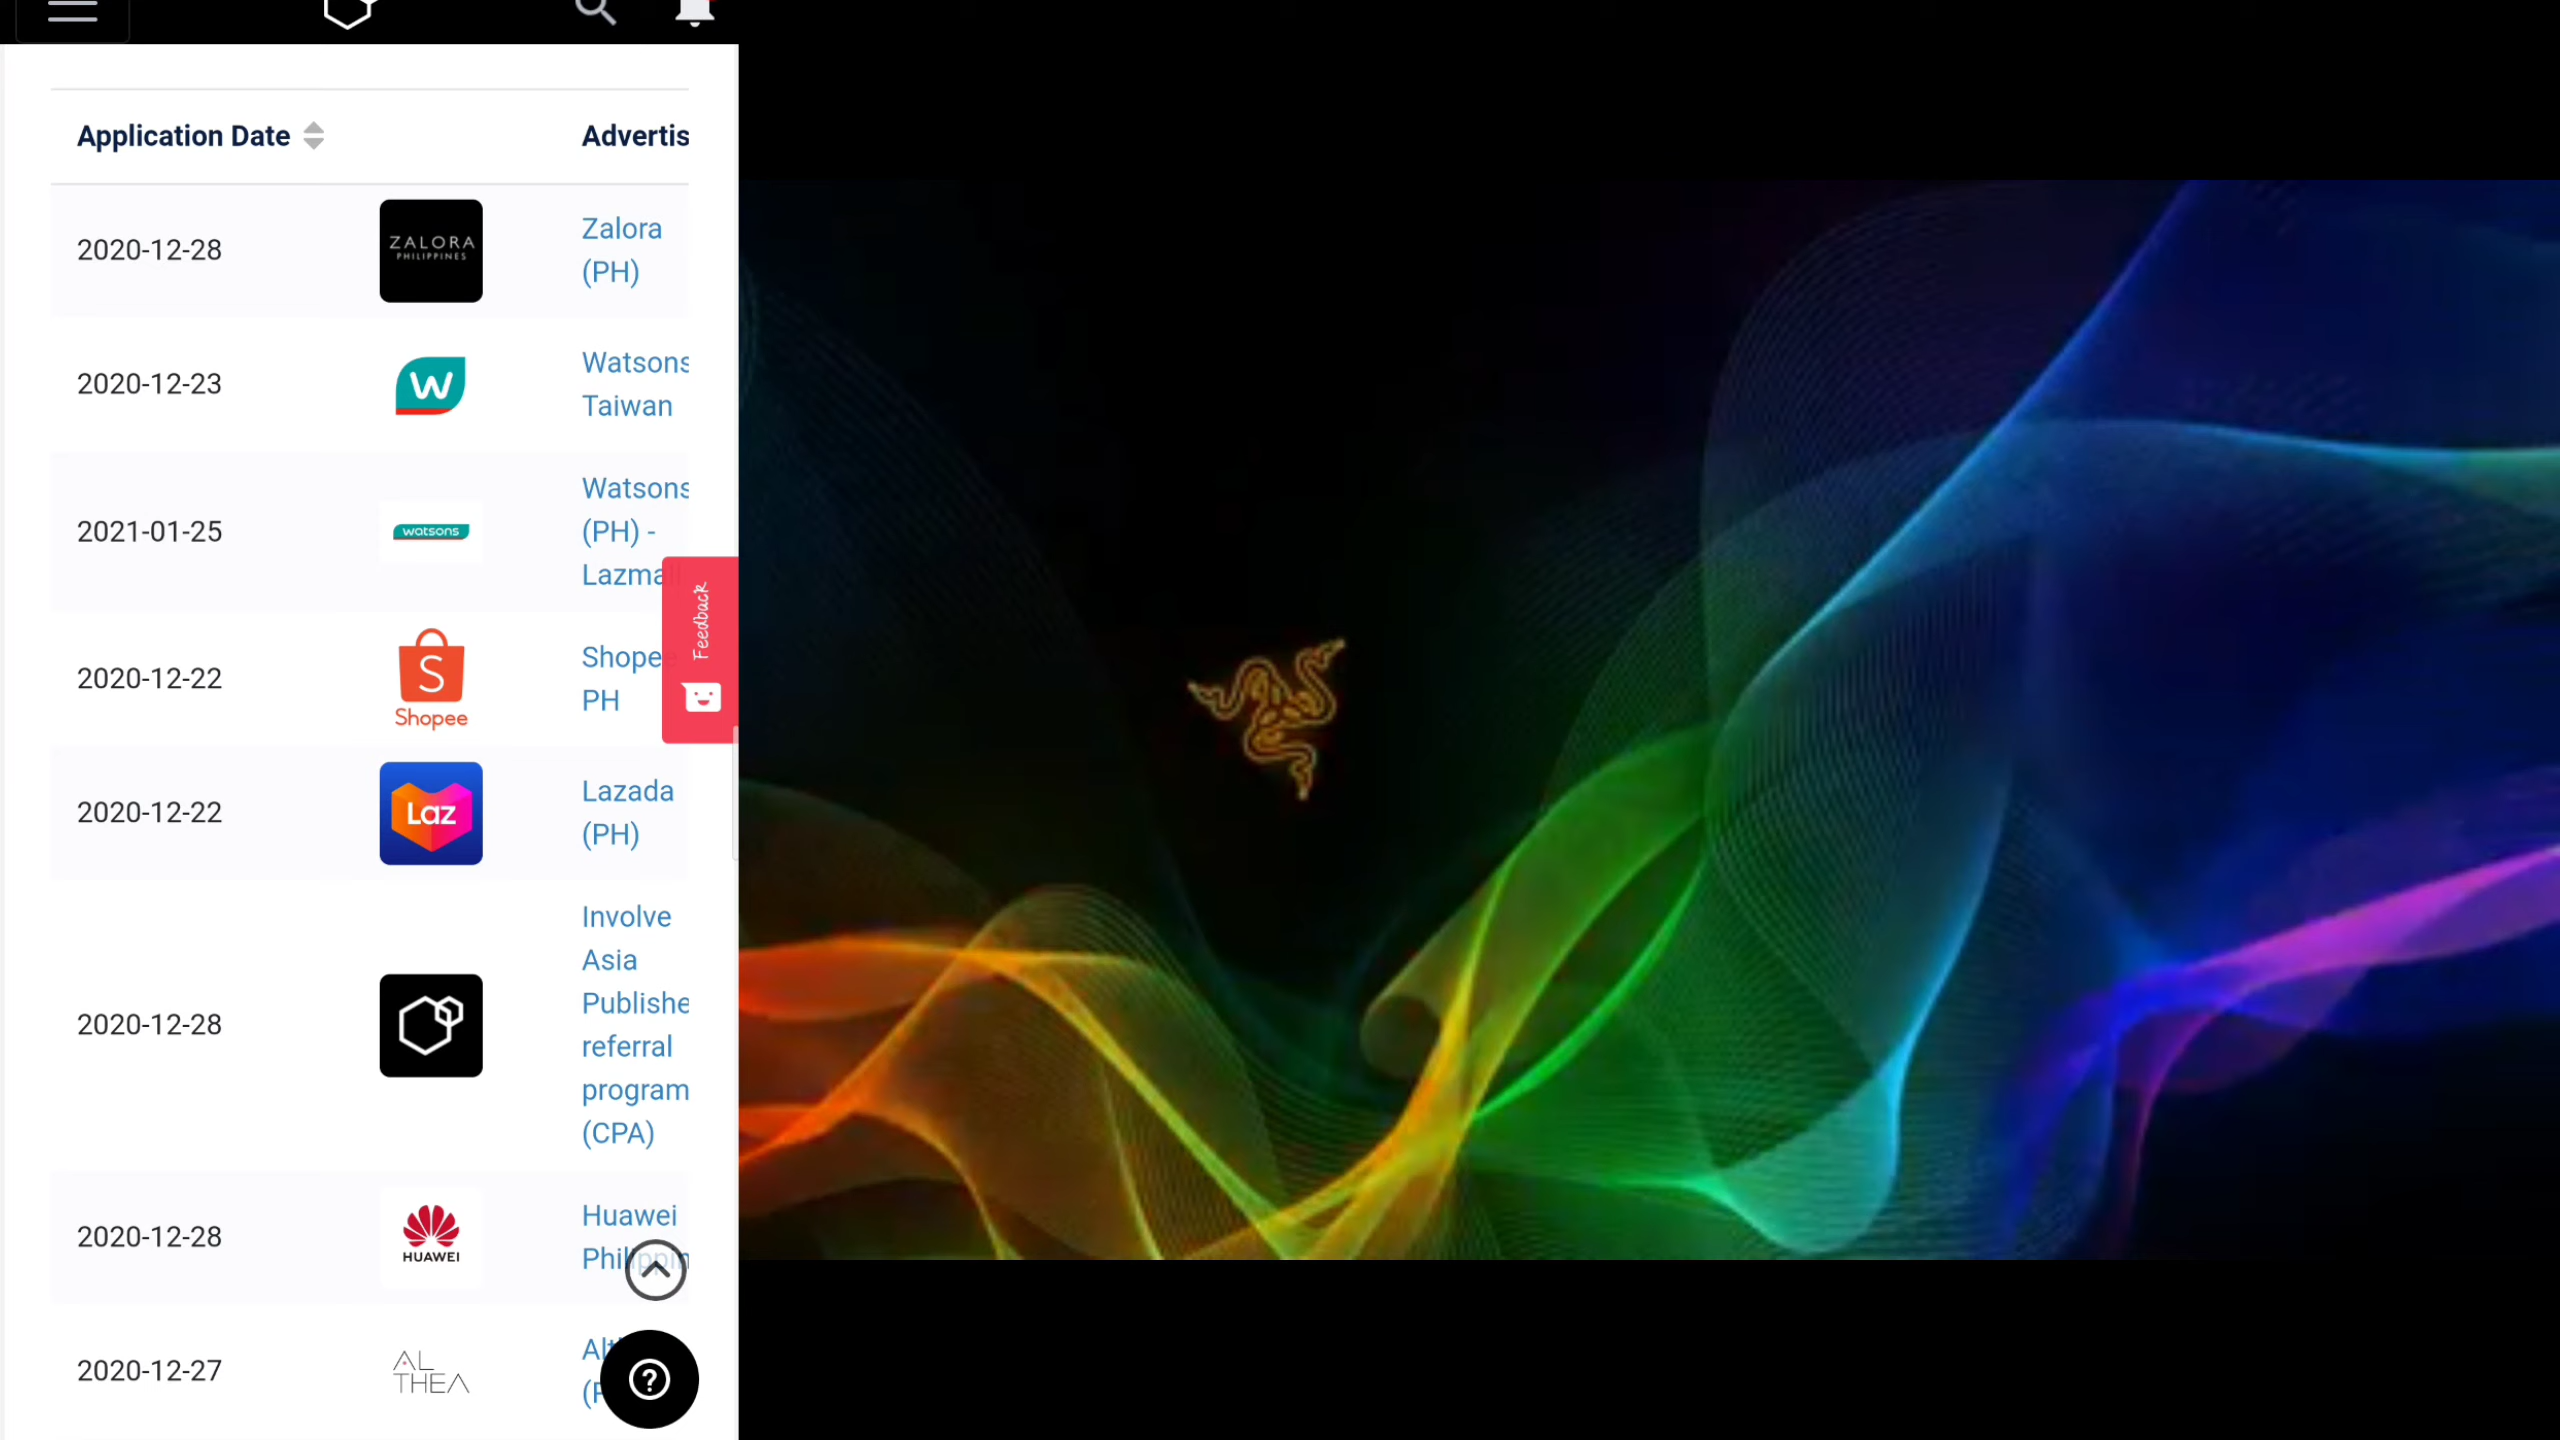 Application Date Advertis
2020-12-28
ZALORA
PHILIPPINES
Zalora
(PH)
2020-12-23
W
Watsons
Taiwan
2021-01-25
watsons
Watsons
(PH) -
Lazma
Feedback
2020-12-22
S
Shopee
Shope
PH
2020-12-22
Laz
Lazada
(PH)
2020-12-28
Involve
Asia
Publishe
referral
program
(CPA)
2020-12-28
HUAWEI
Huawei
Philippin
2020-12-27
AL
THEA
Alt
(P
?